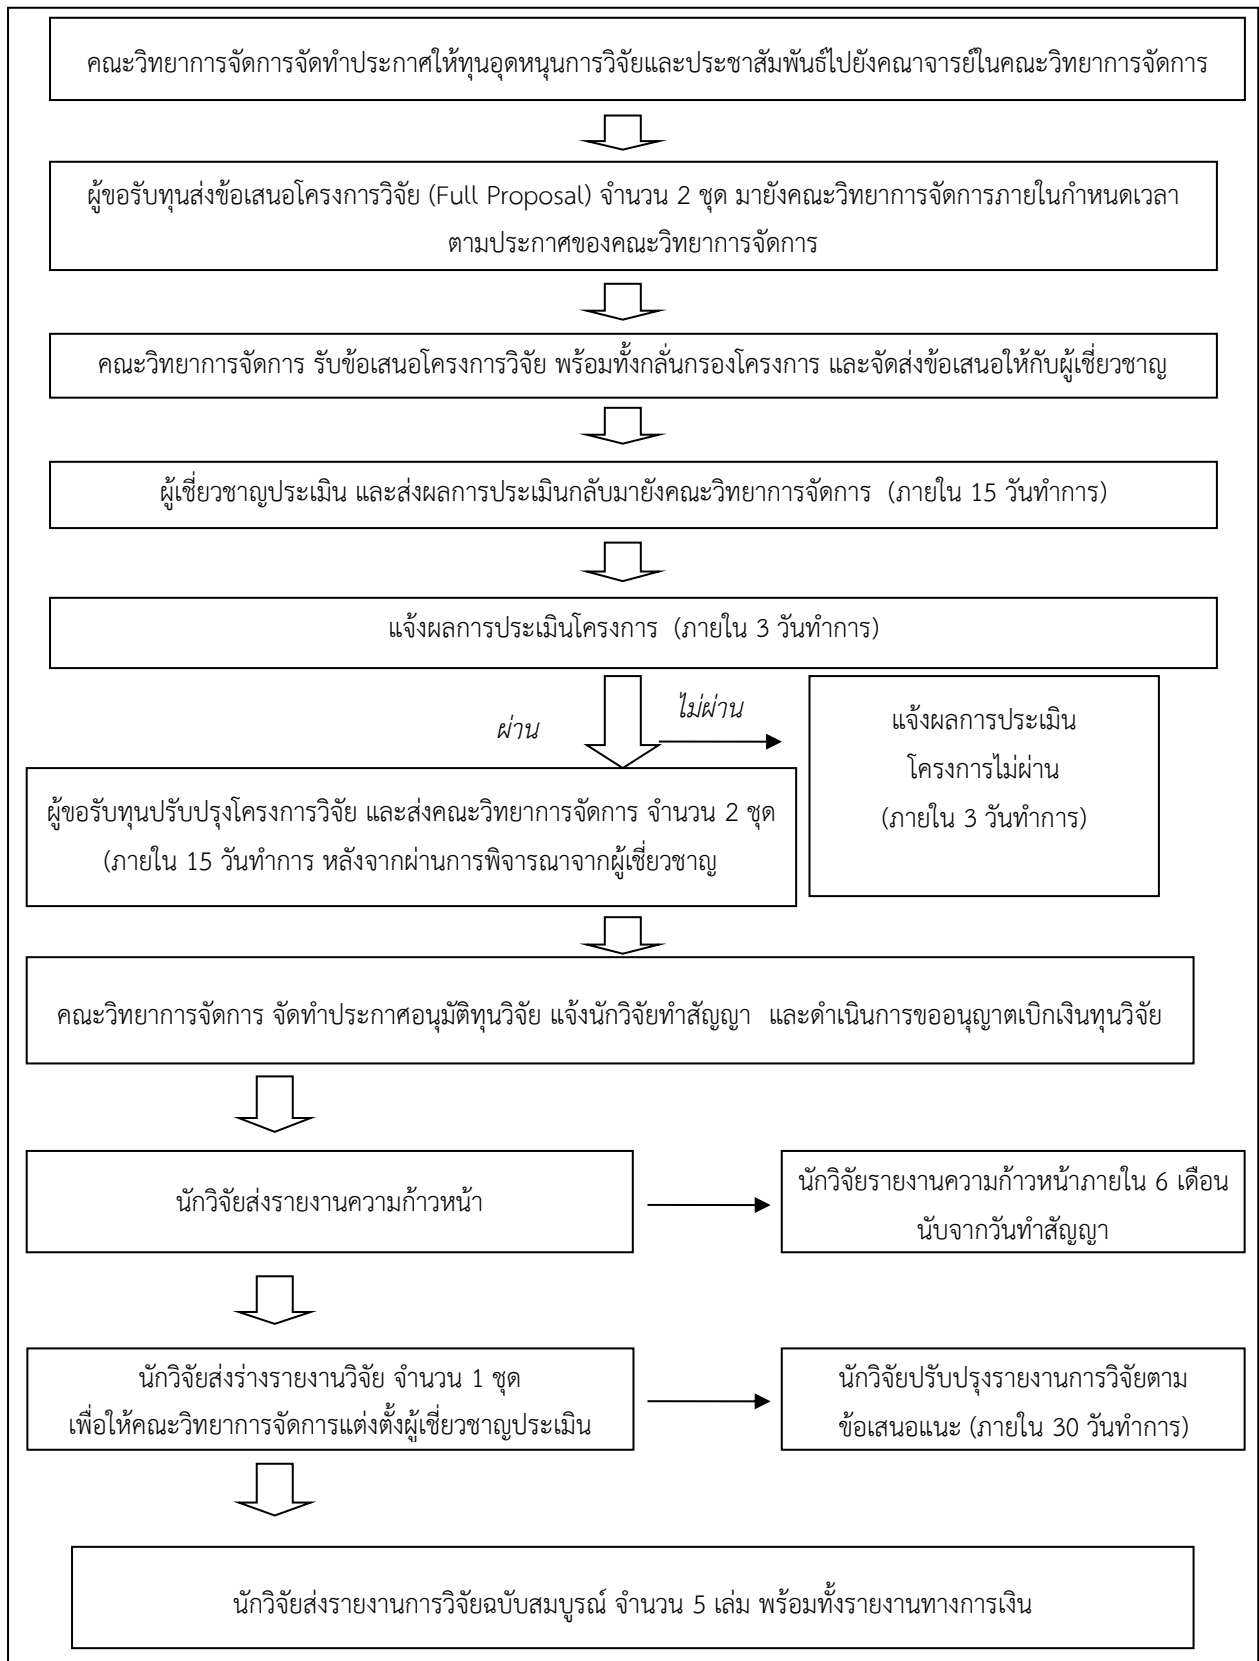 คณะวิทยาการจัดการจัดทำประกาศให้ทุนอุดหนุนการวิจัยและประชาสัมพันธ์ไปยังคณาจารย์ในคณะวิทยาการจัดการ
ผู้ขอรับทุนส่งข้อเสนอโครงการวิจัย (Full Proposal) จำนวน 2 ชุด มายังคณะวิทยาการจัดการภายในกำหนดเวลา
ตามประกาศของคณะวิทยาการจัดการ
คณะวิทยาการจัดการ รับข้อเสนอโครงการวิจัย พร้อมทั้งกลั่นกรองโครงการ และจัดส่งข้อเสนอให้กับผู้เชี่ยวชาญ
ผู้เชี่ยวชาญประเมิน และส่งผลการประเมินกลับมายังคณะวิทยาการจัดการ (ภายใน 15 วันทำการ)
แจ้งผลการประเมินโครงการ (ภายใน 3 วันทำการ)
ผ่าน
ไม่ผ่าน
แจ้งผลการประเมิน
โครงการไม่ผ่าน
(ภายใน 3 วันทำการ)
ผู้ขอรับทุนปรับปรุงโครงการวิจัย และส่งคณะวิทยาการจัดการ จำนวน 2 ชุด
(ภายใน 15 วันทำการ หลังจากผ่านการพิจารณาจากผู้เชี่ยวชาญ
คณะวิทยาการจัดการ จัดทำประกาศอนุมัติทุนวิจัย แจ้งนักวิจัยทำสัญญา และดำเนินการขออนุญาตเบิกเงินทุนวิจัย
นักวิจัยส่งรายงานความก้าวหน้า
นักวิจัยรายงานความก้าวหน้าภายใน 6 เดือน
นับจากวันทำสัญญา
นักวิจัยส่งร่างรายงานวิจัย จำนวน 1 ชุด
เพื่อให้คณะวิทยาการจัดการแต่งตั้งผู้เชี่ยวชาญประเมิน
นักวิจัยปรับปรุงรายงานการวิจัยตาม
ข้อเสนอแนะ (ภายใน 30 วันทำการ)
นักวิจัยส่งรายงานการวิจัยฉบับสมบูรณ์ จำนวน 5 เล่ม พร้อมทั้งรายงานทางการเงิน